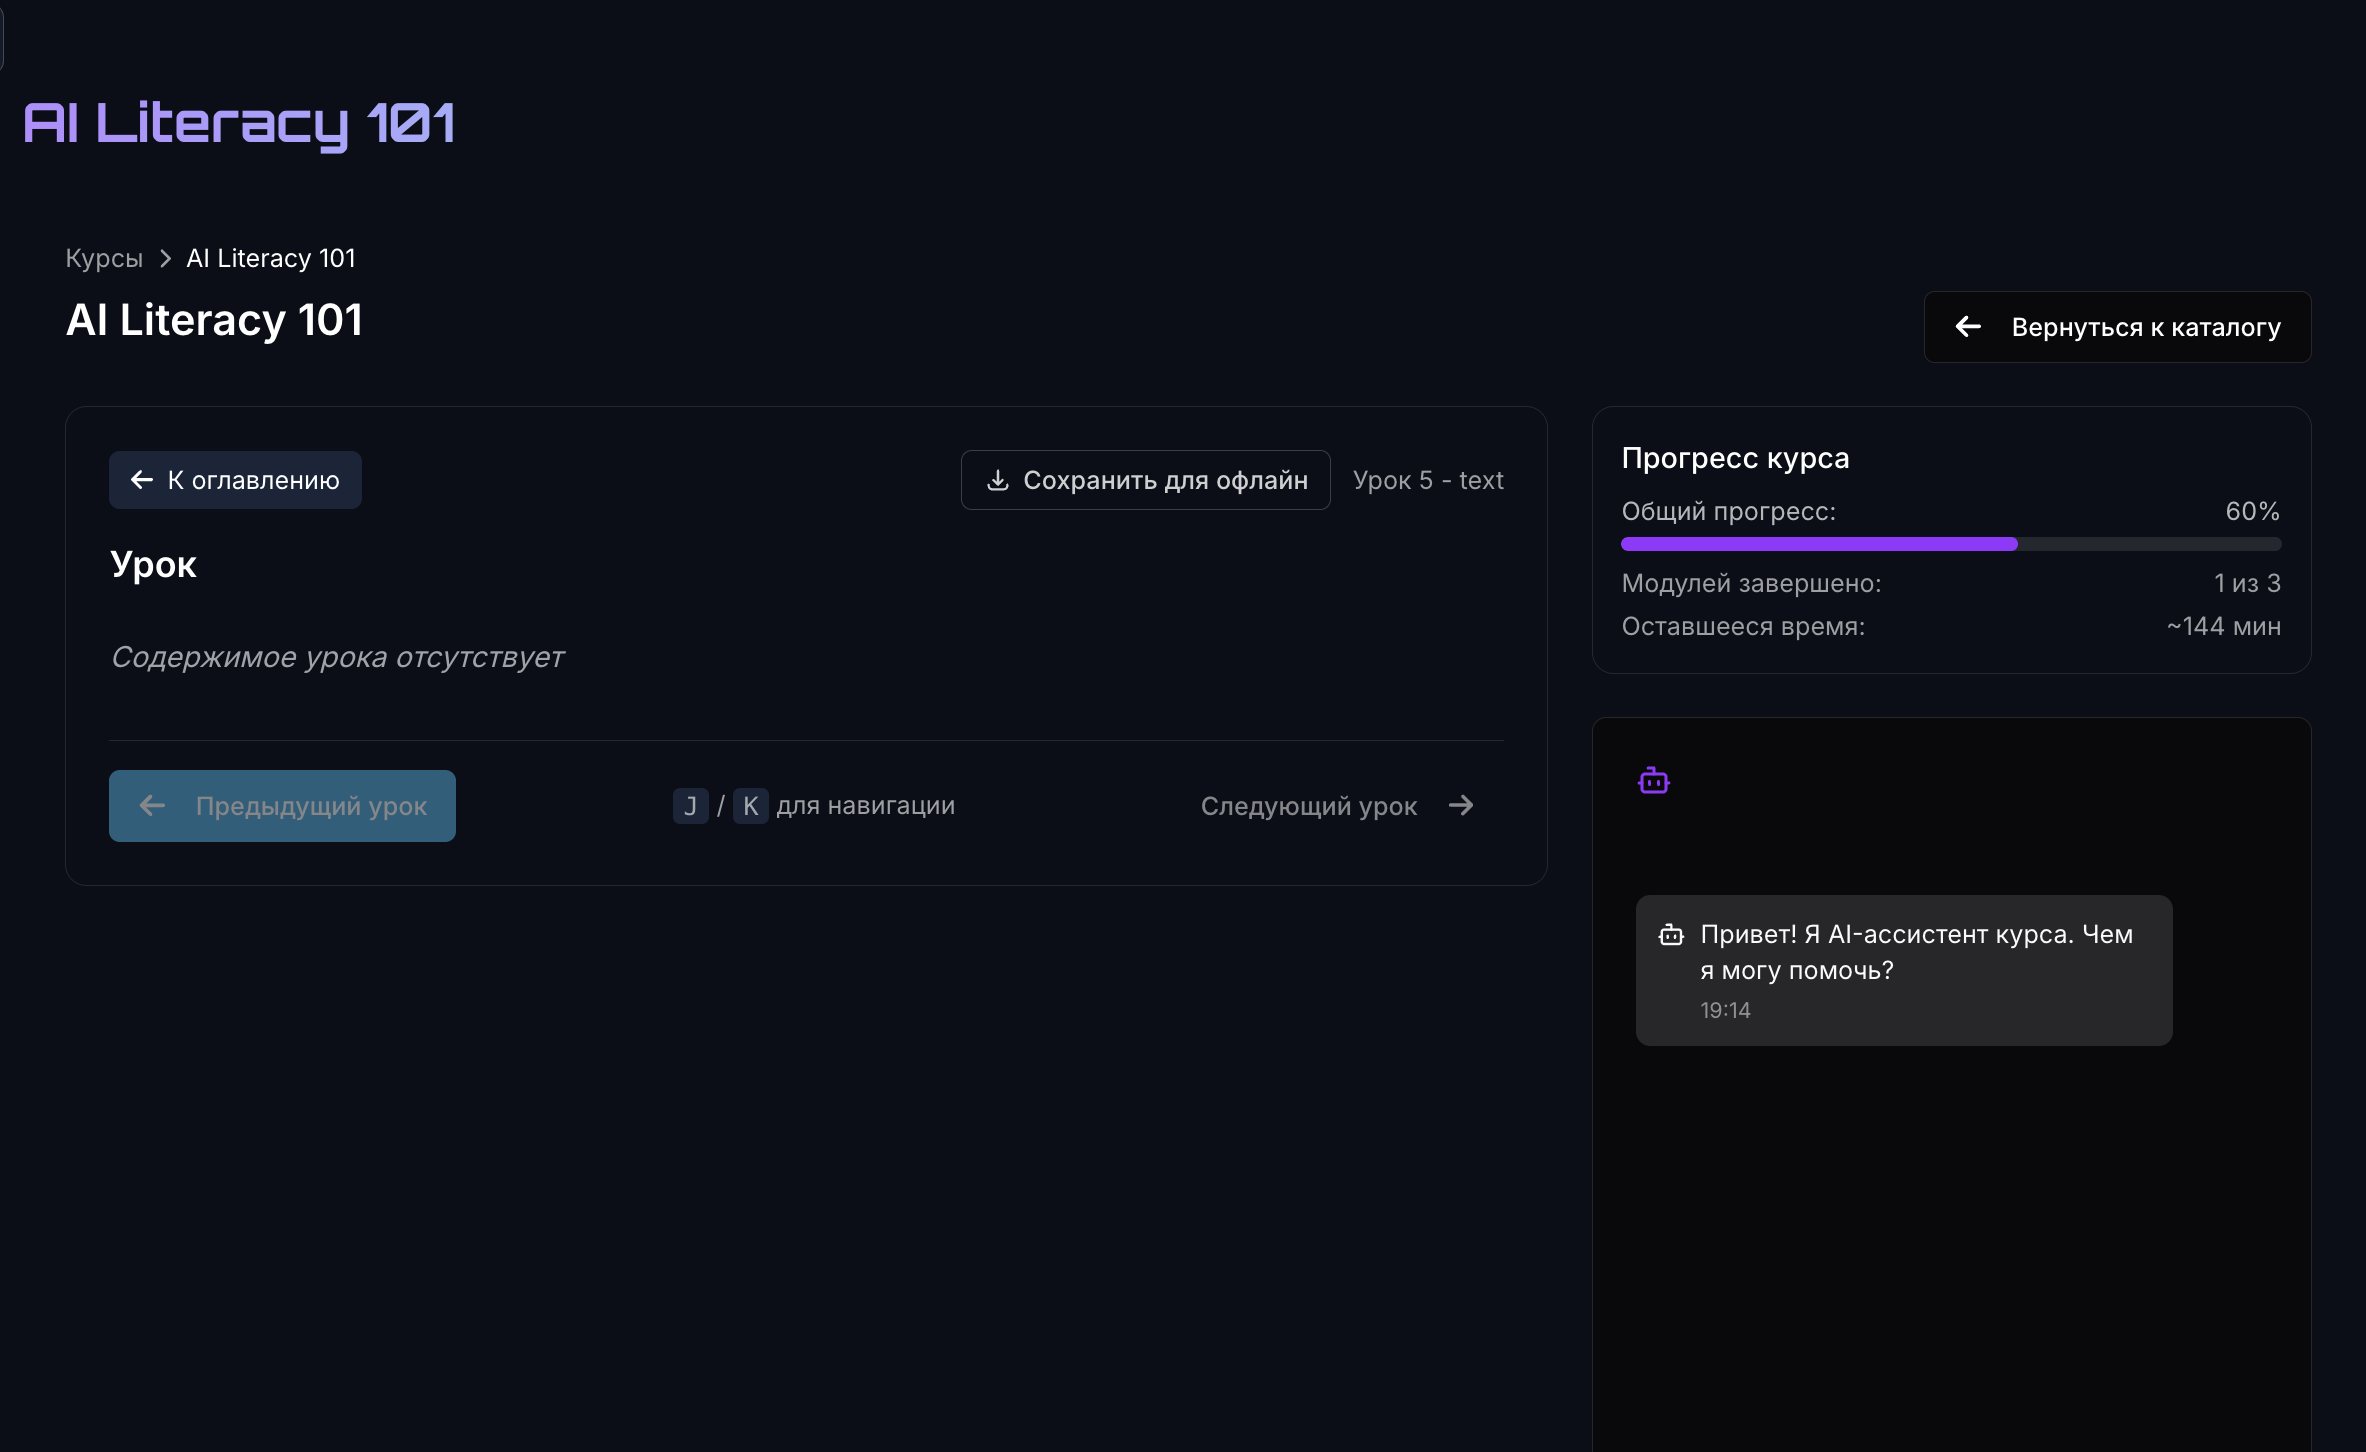 AI Literacy 101
Курсы > AI Literacy 101
AI Literacy 101
Вернуться к каталогу
К оглавлению
Сохранить для офлайн
Урок 5 - text
Урок
Содержимое урока отсутствует
Предыдущий урок
J / K для навигации
Следующий урок
Прогресс курса
Общий прогресс: 60%
Модулей завершено: 1 из 3
Оставшееся время: ~144 мин
Привет! Я AI-ассистент курса. Чем
я могу помочь?
19:14